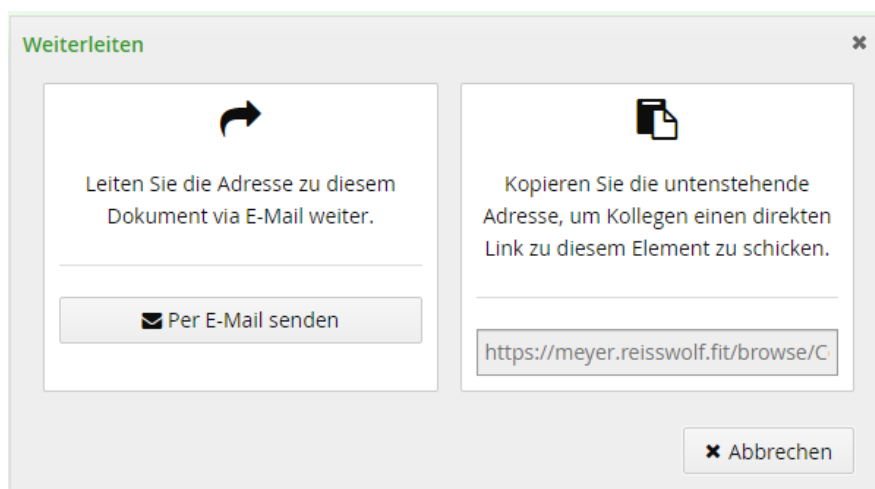 Weiterleiten
Leiten Sie die Adresse zu diesem
Dokument via E-Mail weiter.
Per E-Mail senden
Kopieren Sie die untenstehende
Adresse, um Kollegen einen direkten
Link zu diesem Element zu schicken.
https://meyer.reisswolf.fit/browse/C
Abbrechen